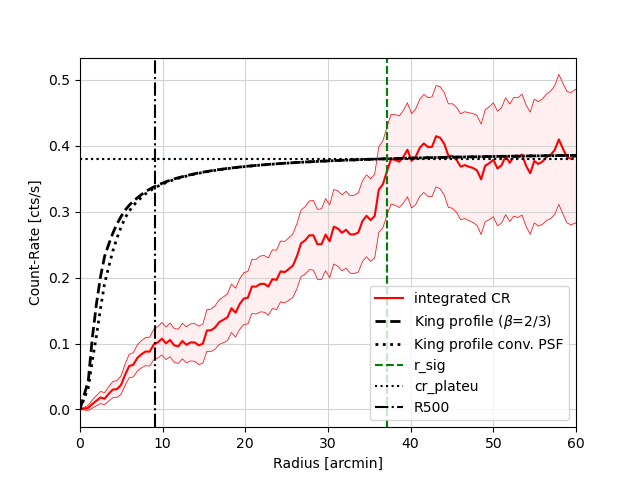 0.5
0.4
0.3
0.2
0.1
0.0
Count-Rate [cts/s]
integrated CR
King profile (β=2/3)
King profile conv. PSF
r_sig
cr_plateu
R500
0 10 20 30 40 50 60
Radius [arcmin]